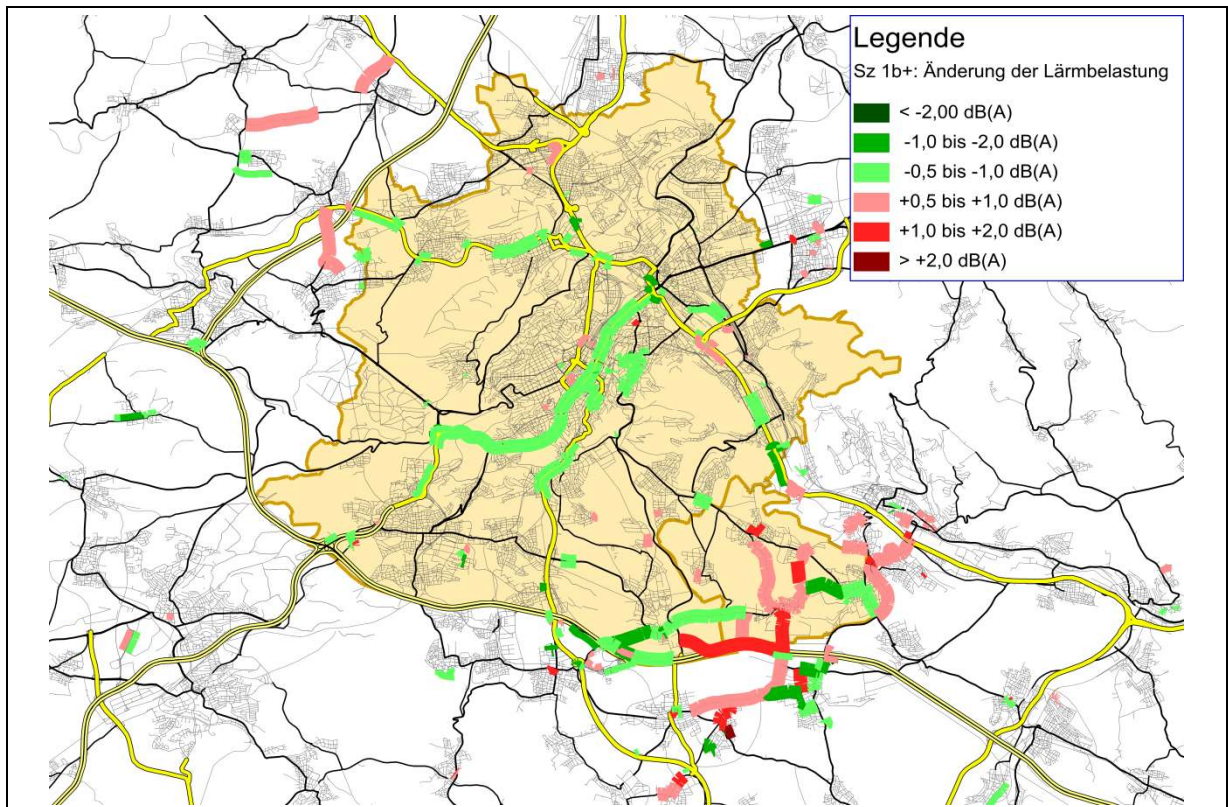 Legende
Sz 1b+: Änderung der Lärmbelastung
< -2,00 dB(A)
-1,0 bis -2,0 dB(A)
-0,5 bis -1,0 dB(A)
+0,5 bis +1,0 dB(A)
+1,0 bis +2,0 dB(A)
> +2,0 dB(A)